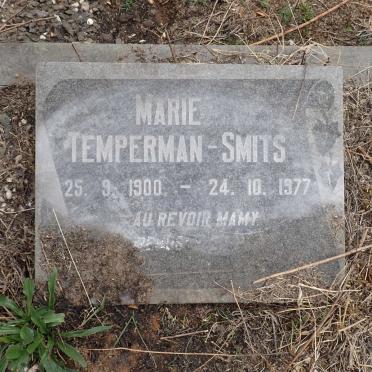 MARIE
TEMPERMAN-SMITS
25. 9. 1900 - 24. 10. 1977
AU REVOIR MAMY